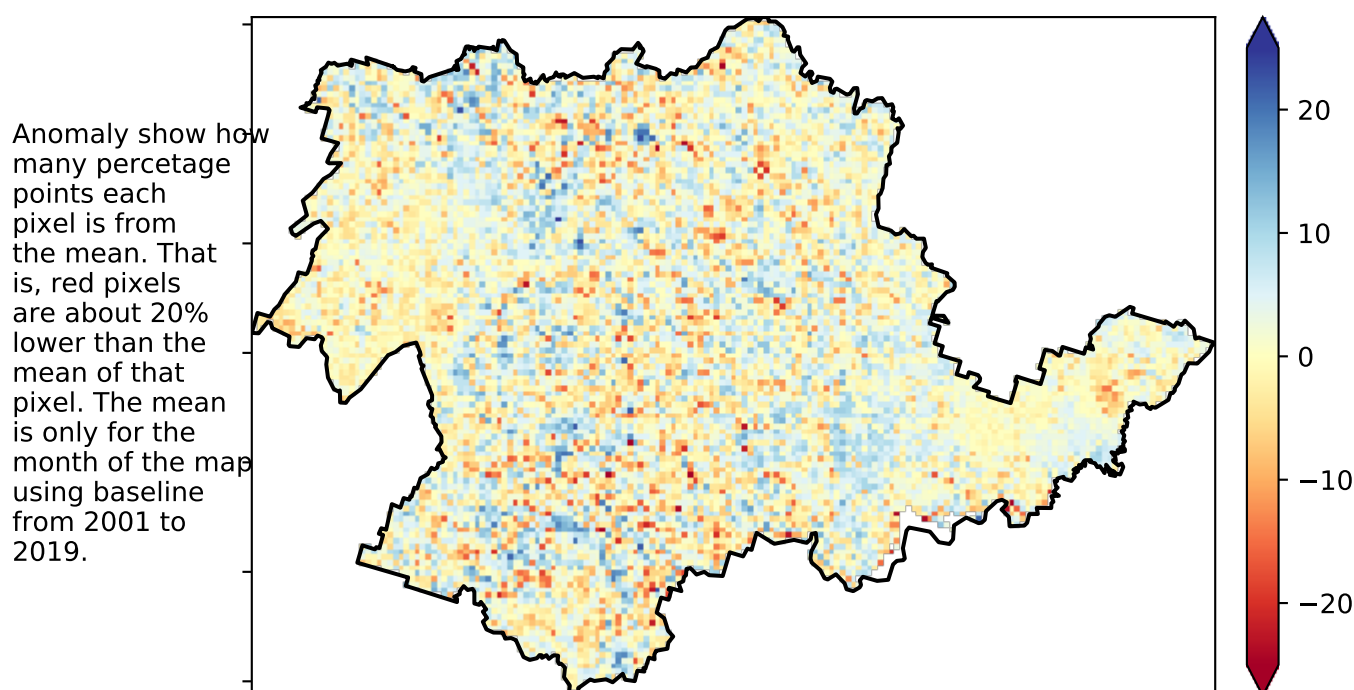 Anomaly show how
many percetage
points each
pixel is from
the mean. That
is, red pixels
are about 20%
lower than the
mean of that
pixel. The mean
is only for the
month of the map
using baseline
from 2001 to
2019.
20
10
0
−10
−20